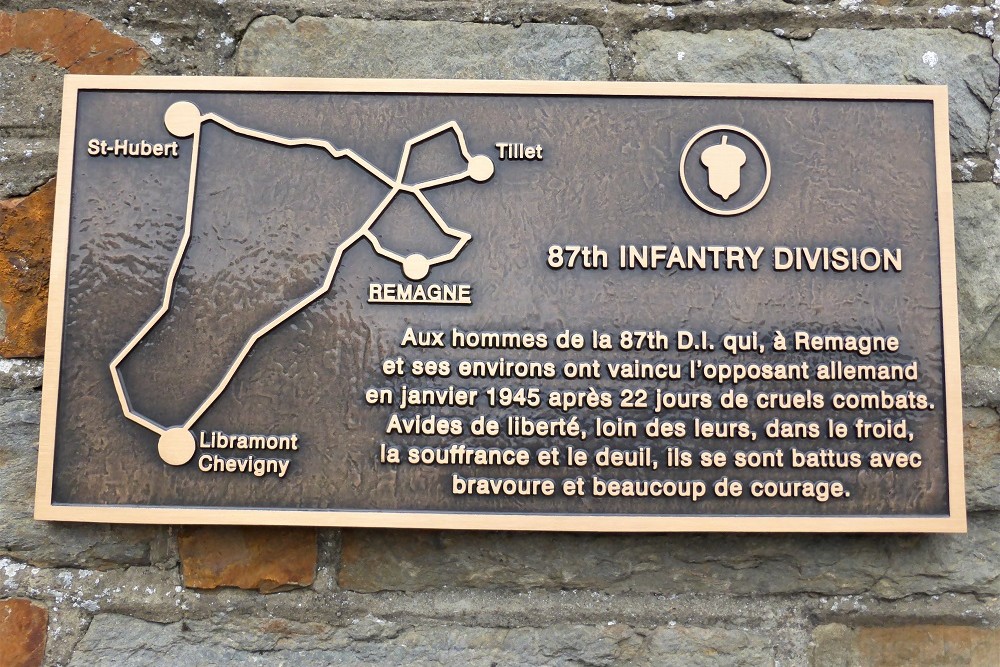 St-Hubert
Tillet
REMAGNE
Libramont
Chevigny
87th INFANTRY DIVISION
Aux hommes de la 87th D.I. qui, à Remagne
et ses environs ont vaincu l'opposant allemand
en janvier 1945 après 22 jours de cruels combats.
Avides de liberté, loin des leurs, dans le froid,
la souffrance et le deuil, ils se sont battus avec
bravoure et beaucoup de courage.